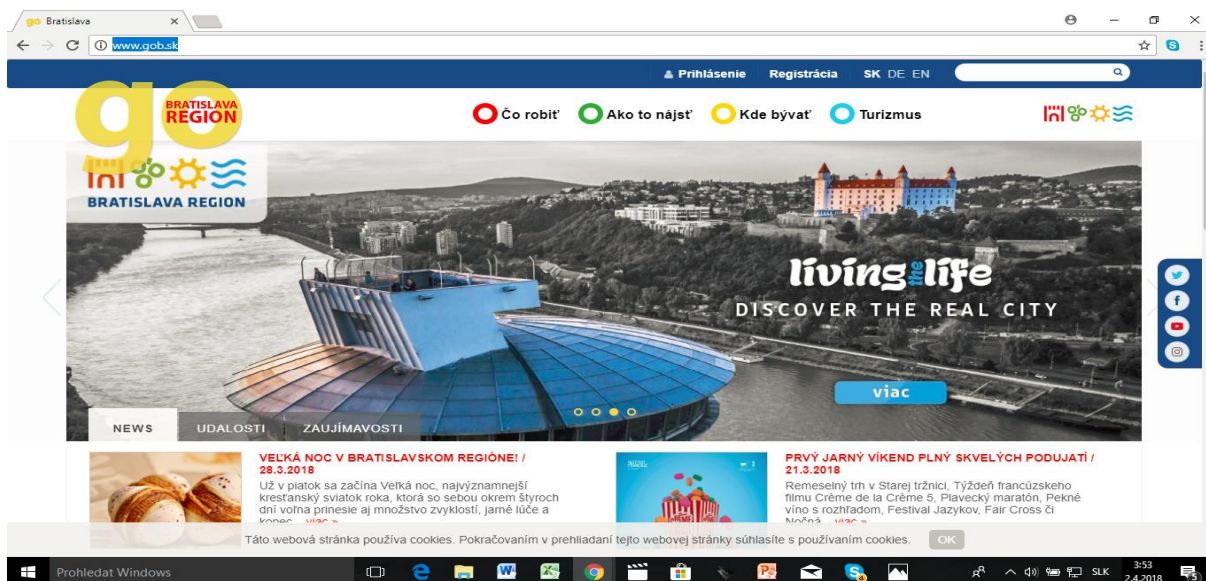 go Bratislava
www.gob.sk
Prihlásenie Registrácia SK DE EN
go
BRATISLAVA
REGION
Čo robiť Ako to nájsť Kde bývať Turizmus
BRATISLAVA REGION
living the life
DISCOVER THE REAL CITY
viac
NEWS UDALOSTI ZAUJÍMAVOSTI
VEĽKÁ NOC V BRATISLAVSKOM REGIÓNE! /
28.3.2018
Už v piatok sa začína Veľká noc, najvýznamnejší
kresťanský sviatok roka, ktorá so sebou okrem štyroch
dní voľna prinesie aj množstvo zvyklostí, jarné lúče a
kopec... viac »
PRVÝ JARNÝ VÍKEND PLNÝ SKVELÝCH PODUJATÍ /
21.3.2018
Remeselný trh v Starej tržnici, Týždeň francúzskeho
filmu Crème de la Crème 5, Plavecký maratón, Pekné
víno s rozhľadom, Festival Jazykov, Fair Cross či
Nočná... viac »
Táto webová stránka používa cookies. Pokračovaním v prehliadaní tejto webovej stránky súhlasíte s používaním cookies. OK
Prohledat Windows
SLK
3:53
2.4.2018